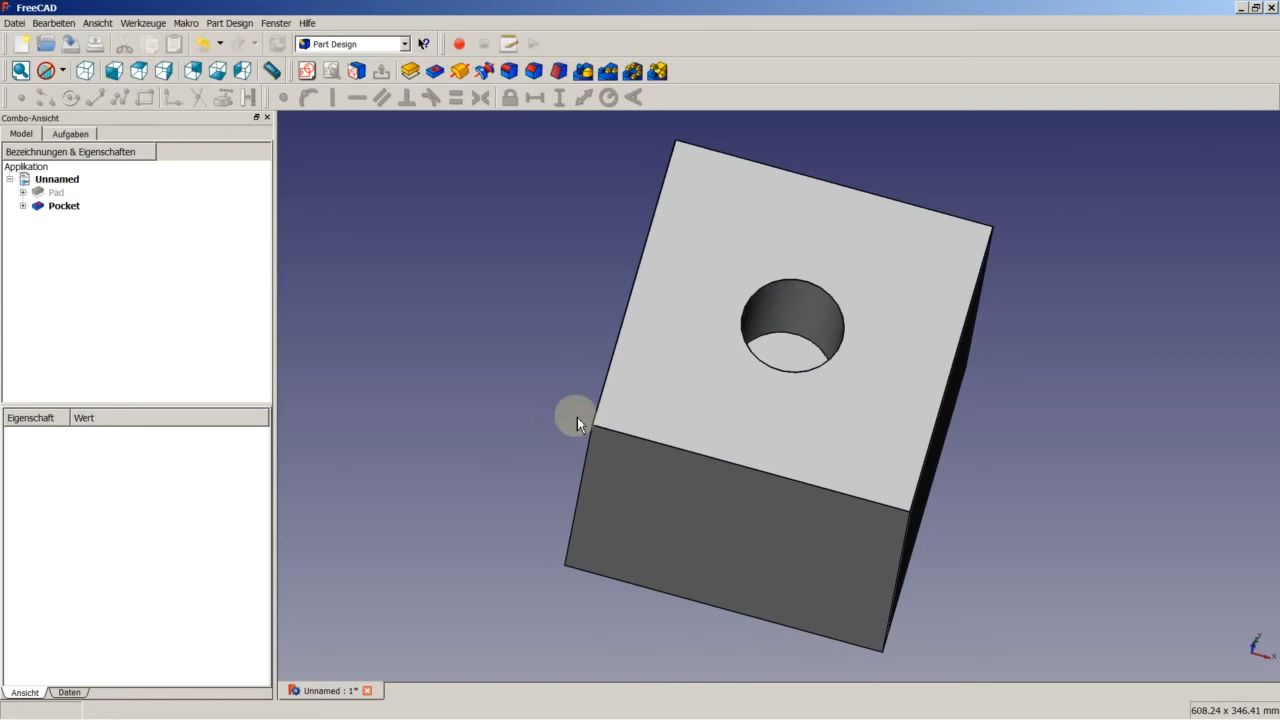 FreeCAD
Datei Bearbeiten Ansicht Werkzeuge Makro Part Design Fenster Hilfe
Part Design
Combo-Ansicht
Model Aufgaben
Bezeichnungen & Eigenschaften
Applikation
Unnamed
Pad
Pocket
Eigenschaft Wert
Ansicht Daten
Unnamed : 1*
608.24 x 346.41 mm
Y
X